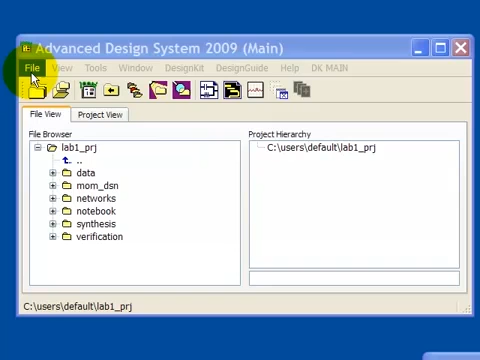 Advanced Design System 2009 (Main)
File View Tools Window DesignKit DesignGuide Help DK MAIN
File View Project View
File Browser
Project Hierarchy
lab1_prj
C:\users\default\lab1_prj
..
data
mom_dsn
networks
notebook
synthesis
verification
C:\users\default\lab1_prj